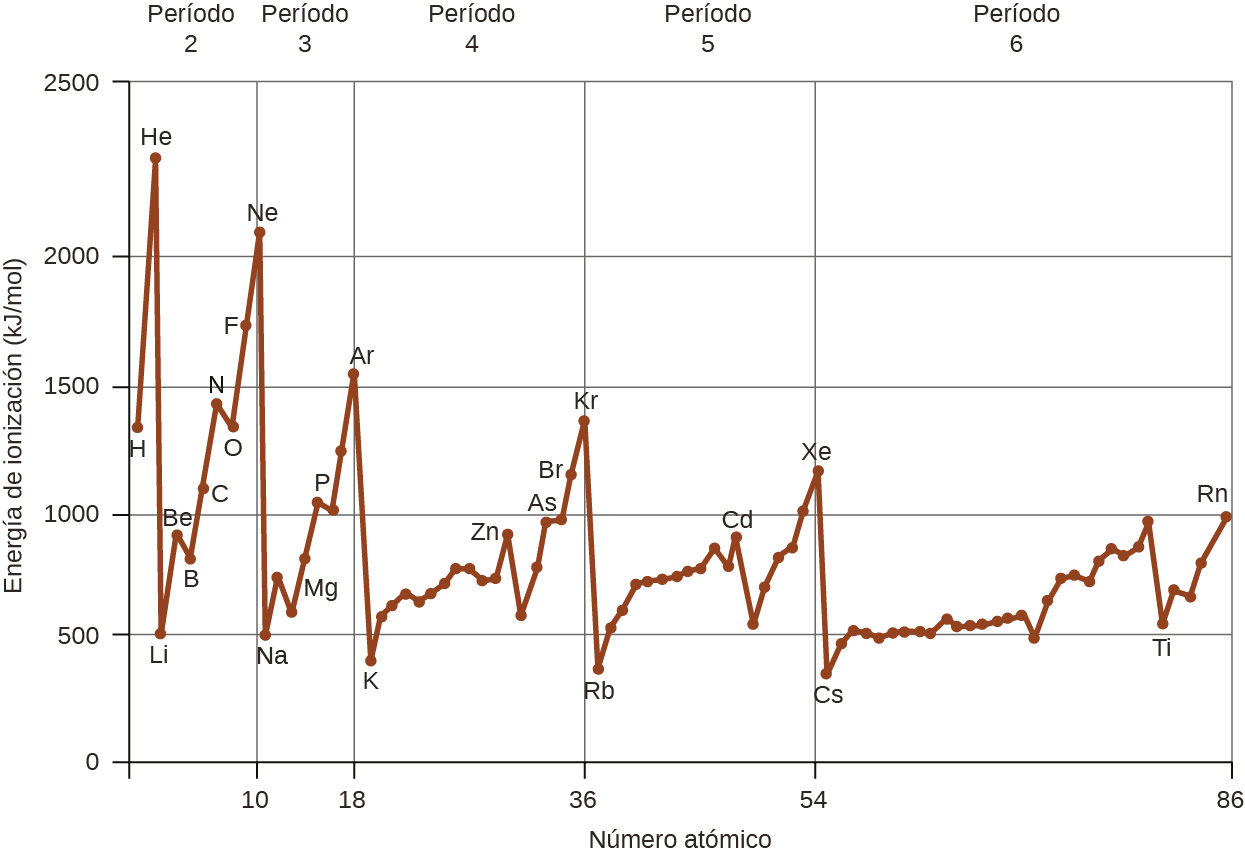 Período Período Período Período Período
2 3 4 5 6
2500
He
Ne
2000
Ar
F
1500
N
Kr
H
O
Xe
Br
P
C
Rn
As
1000
Be
Zn
Cd
B
Mg
500
Li
Na
Ti
K
Rb
Cs
0
10 18 36 54 86
Número atómico
Energía de ionización (kJ/mol)